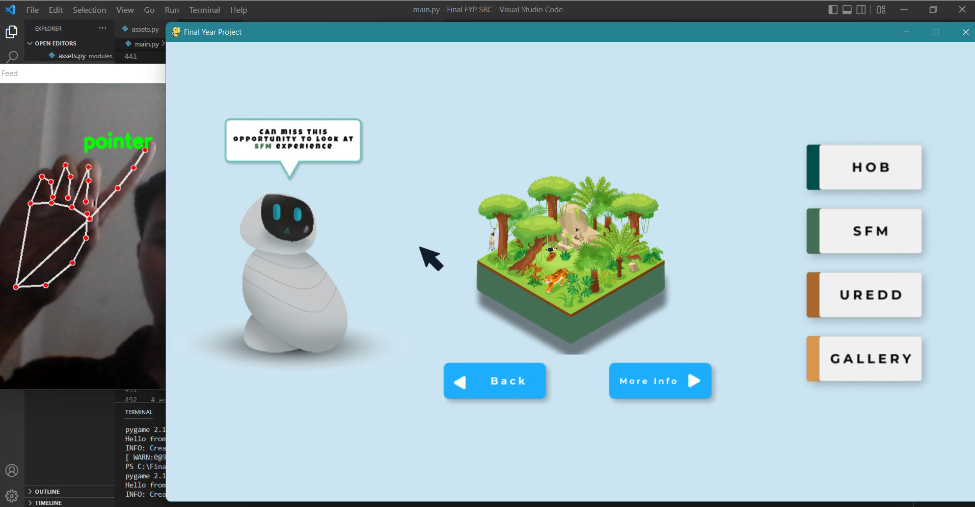 File Edit Selection View Go Run Terminal Help
main.py - Final FYP SRC - Visual Studio Code
EXPLORER
OPEN EDITORS
assets.py modules
assets.py
main.py
441
Final Year Project
Feed
pointer
CAN MISS THIS
OPPORTUNITY TO LOOK AT
SFM EXPERIENCE
HOB
SFM
UREDD
GALLERY
Back
More Info
492
TERMINAL
pygame 2.1
Hello from
INFO: Crea
[ WARN:0@9
PS C:\Fina
pygame 2.1
Hello from
INFO: Crea
OUTLINE
TIMELINE